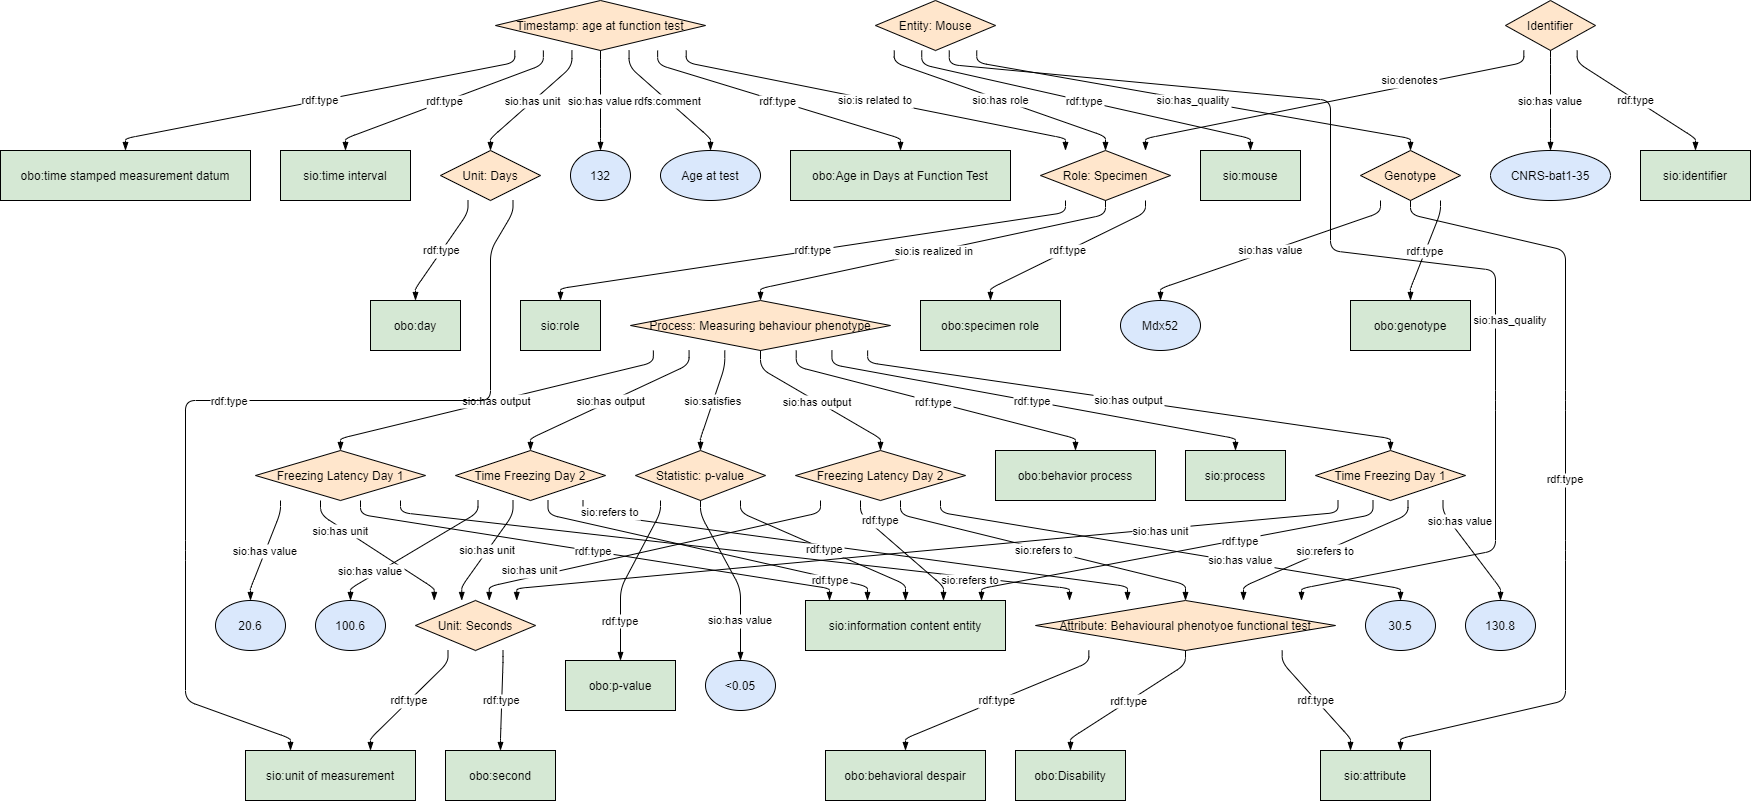 Timestamp: age at function test
Entity: Mouse
Identifier
sio:denotes
rdf:type
rdf:type
sio:has unit
sio:has value
rdfs:comment
rdf:type
sio:is related to
sio:has role
rdf:type
sio:has_quality
sio:has value
rdf:type
obo:time stamped measurement datum
sio:time interval
Unit: Days
132
Age at test
obo:Age in Days at Function Test
Role: Specimen
sio:mouse
Genotype
CNRS-bat1-35
sio:identifier
rdf:type
rdf:type
sio:is realized in
rdf:type
sio:has value
rdf:type
obo:day
sio:role
Process: Measuring behaviour phenotype
obo:specimen role
Mdx52
obo:genotype
sio:has_quality
rdf:type
sio:has output
sio:has output
sio:satisfies
sio:has output
rdf:type
rdf:type
sio:has output
Freezing Latency Day 1
Time Freezing Day 2
Statistic: p-value
Freezing Latency Day 2
obo:behavior process
sio:process
Time Freezing Day 1
rdf:type
sio:has unit
sio:refers to
rdf:type
sio:has unit
sio:has value
sio:has value
sio:has unit
rdf:type
rdf:type
sio:refers to
rdf:type
sio:refers to
sio:has value
sio:has value
sio:has unit
rdf:type
sio:refers to
20.6
100.6
Unit: Seconds
rdf:type
sio:has value
sio:information content entity
Attribute: Behavioural phenotyoe functional test
30.5
130.8
obo:p-value
<0.05
rdf:type
rdf:type
rdf:type
rdf:type
rdf:type
sio:unit of measurement
obo:second
obo:behavioral despair
obo:Disability
sio:attribute